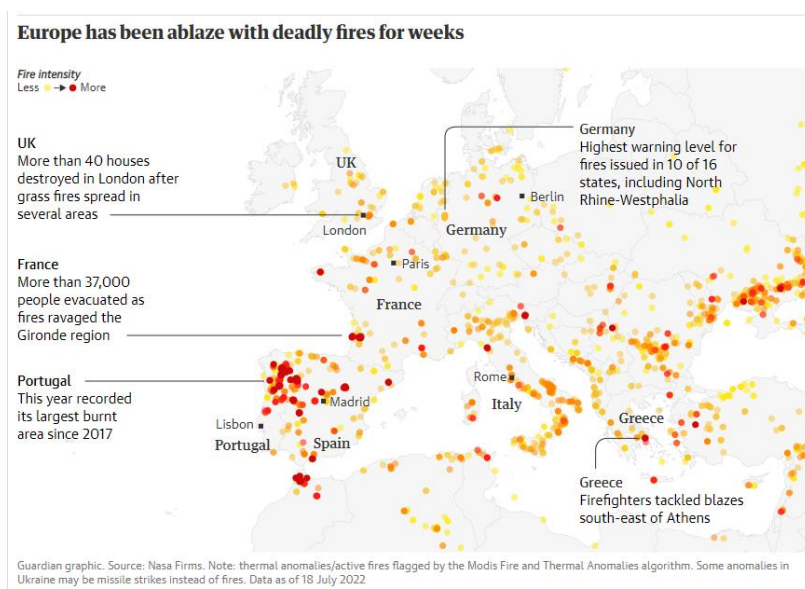 Europe has been ablaze with deadly fires for weeks
Fire intensity
Less → More
UK
More than 40 houses
destroyed in London after
grass fires spread in
several areas
France
More than 37,000
people evacuated as
fires ravaged the
Gironde region
Portugal
This year recorded
its largest burnt
area since 2017
Germany
Highest warning level for
fires issued in 10 of 16
states, including North
Rhine-Westphalia
Greece
Firefighters tackled blazes
south-east of Athens
UK
London
Berlin
Germany
Paris
France
Rome
Italy
Madrid
Lisbon
Portugal
Spain
Greece
Guardian graphic. Source: Nasa Firms. Note: thermal anomalies/active fires flagged by the Modis Fire and Thermal Anomalies algorithm. Some anomalies in
Ukraine may be missile strikes instead of fires. Data as of 18 July 2022